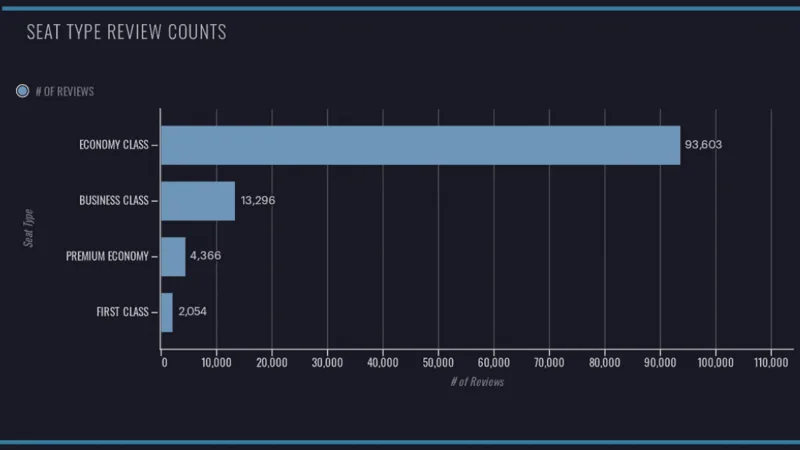 SEAT TYPE REVIEW COUNTS
# OF REVIEWS
ECONOMY CLASS 93,603
BUSINESS CLASS 13,296
Seat Type
PREMIUM ECONOMY 4,366
FIRST CLASS 2,054
0 10,000 20,000 30,000 40,000 50,000 60,000 70,000 80,000 90,000 100,000 110,000
# of Reviews